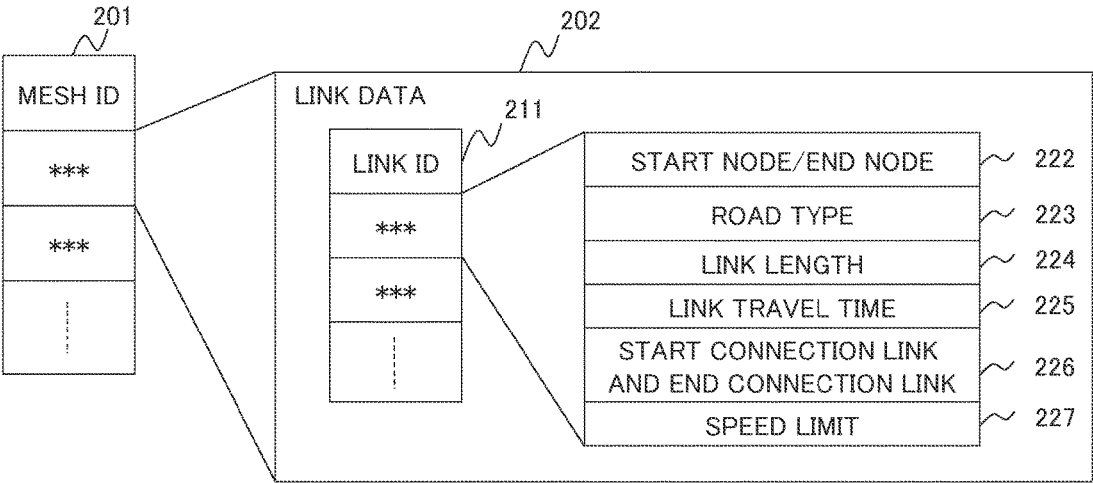 201
202
MESH ID
***
***
LINK DATA
211
LINK ID
***
***
START NODE/END NODE
222
ROAD TYPE
223
LINK LENGTH
224
LINK TRAVEL TIME
225
START CONNECTION LINK
AND END CONNECTION LINK
226
SPEED LIMIT
227